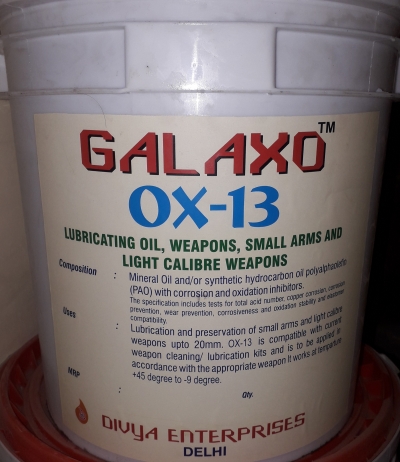 GALAXO™
OX-13
LUBRICATING OIL, WEAPONS, SMALL ARMS AND
LIGHT CALIBRE WEAPONS
Composition : Mineral Oil and/or synthetic hydrocarbon oil polyalphaolefin
(PAO) with corrosion and oxidation inhibitors.
The specification includes tests for total acid number, copper corrosion, corrosion
prevention, wear prevention, corrosiveness and oxidation stability and
compatibility.
Uses : Lubrication and preservation of small arms and light calibre
weapons upto 20mm. OX-13 is compatible with current
weapon cleaning/ lubrication kits and is to be applied in
accordance with the appropriate weapon It works at temperature
+45 degree to -9 degree.
MRP : Qty.
DIVYA ENTERPRISES
DELHI